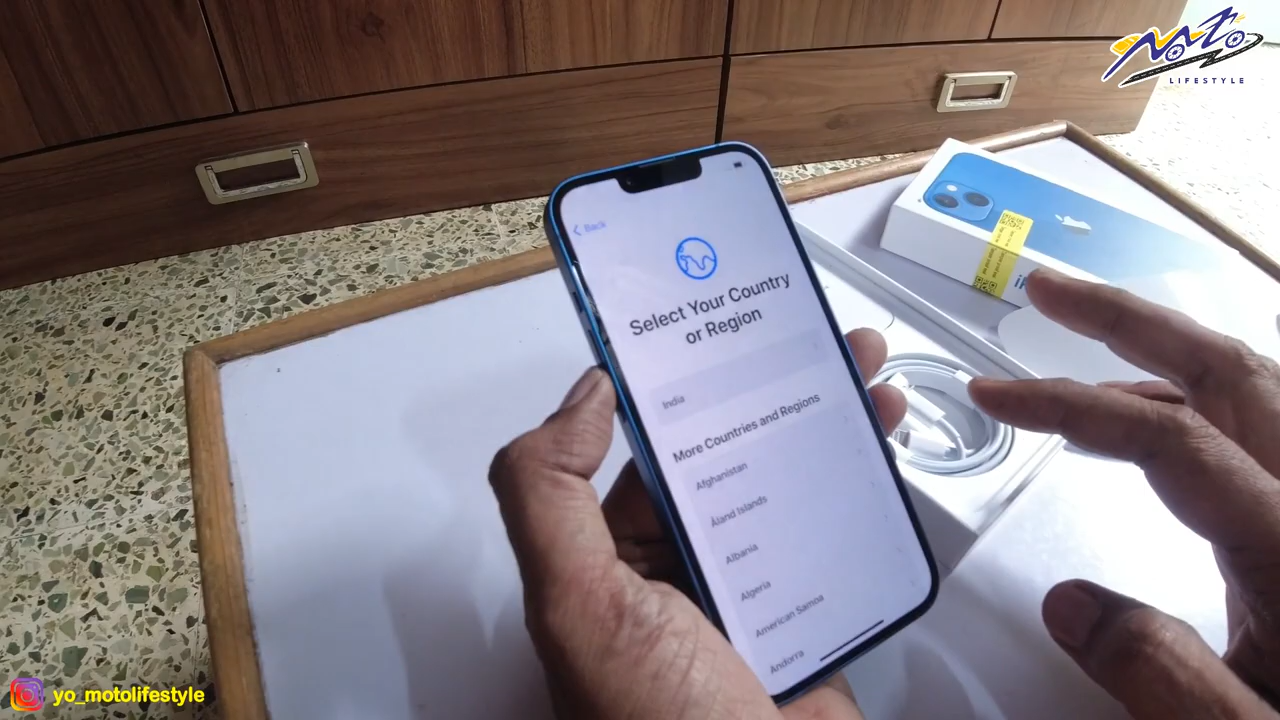 MOTO
LIFESTYLE
Back
Select Your Country
or Region
India
More Countries and Regions
Afghanistan
Åland Islands
Albania
Algeria
American Samoa
Andorra
yo_motolifestyle